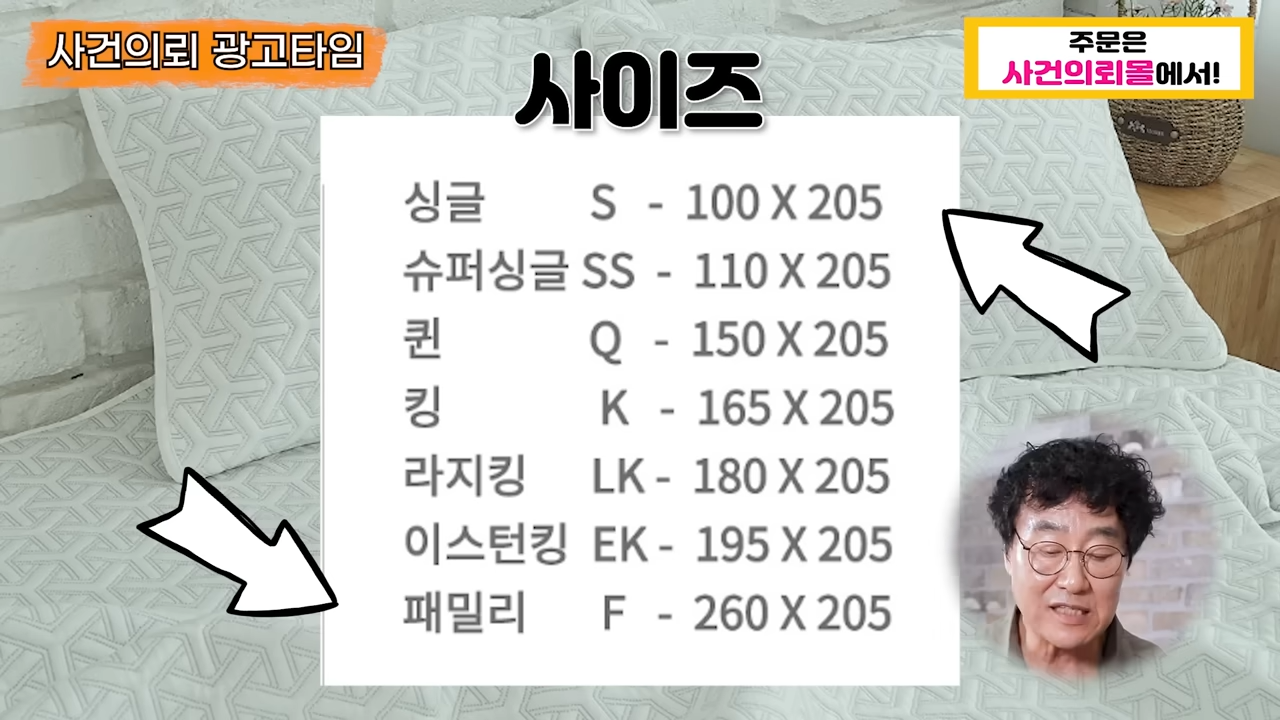 사건의뢰 광고타임
주문은
사건의뢰몰에서!
사이즈
싱글 S - 100 X 205
슈퍼싱글 SS - 110 X 205
퀸 Q - 150 X 205
킹 K - 165 X 205
라지킹 LK - 180 X 205
이스턴킹 EK - 195 X 205
패밀리 F - 260 X 205